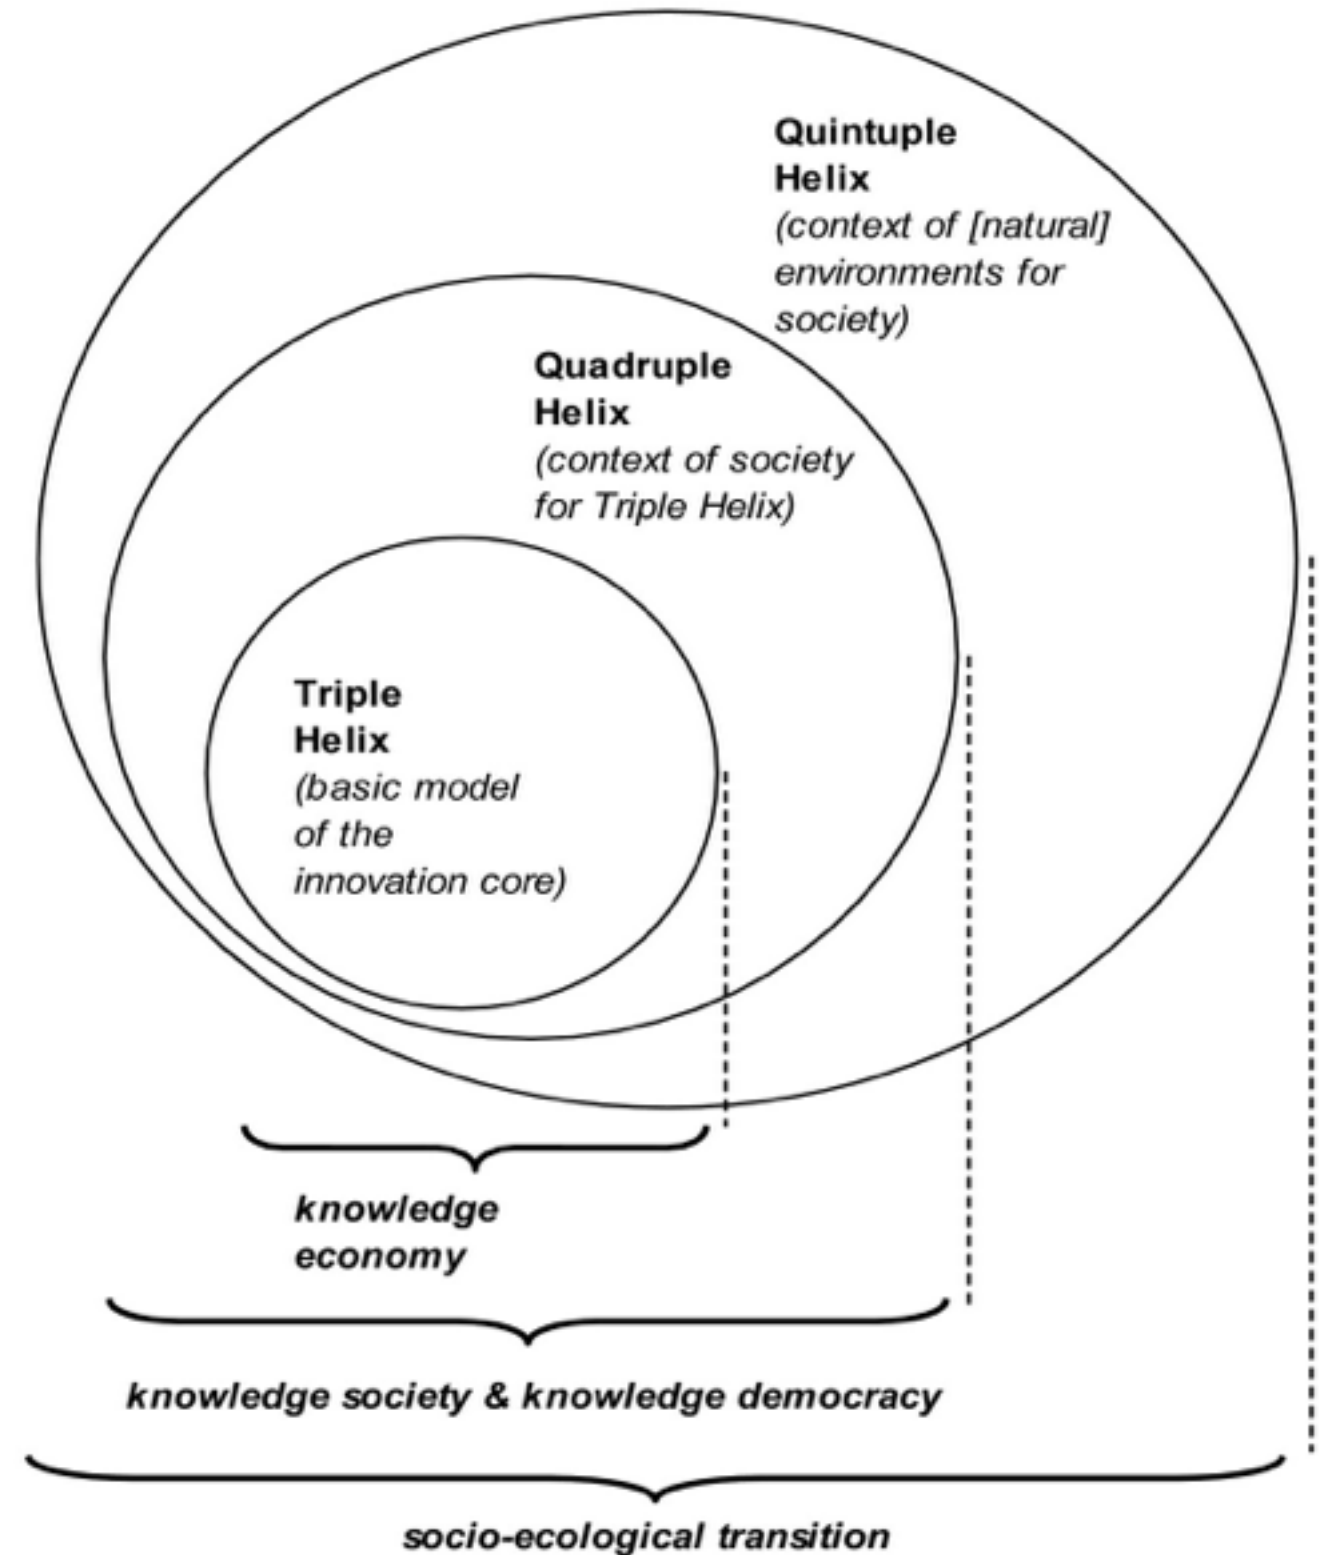 Quintuple
Helix
(context of [natural]
environments for
society)
Quadruple
Helix
(context of society
for Triple Helix)
Triple
Helix
(basic model
of the
innovation core)
knowledge
economy
knowledge society & knowledge democracy
socio-ecological transition